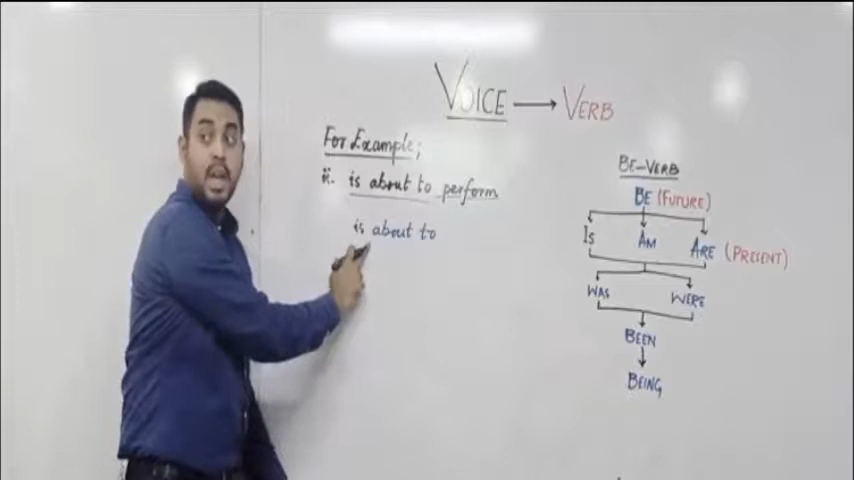 VOICE → VERB
For Example;
ii. is about to perform
is about to
BE-VERB
BE (FUTURE)
IS AM ARE (PRESENT)
WAS WERE
BEEN
BEING